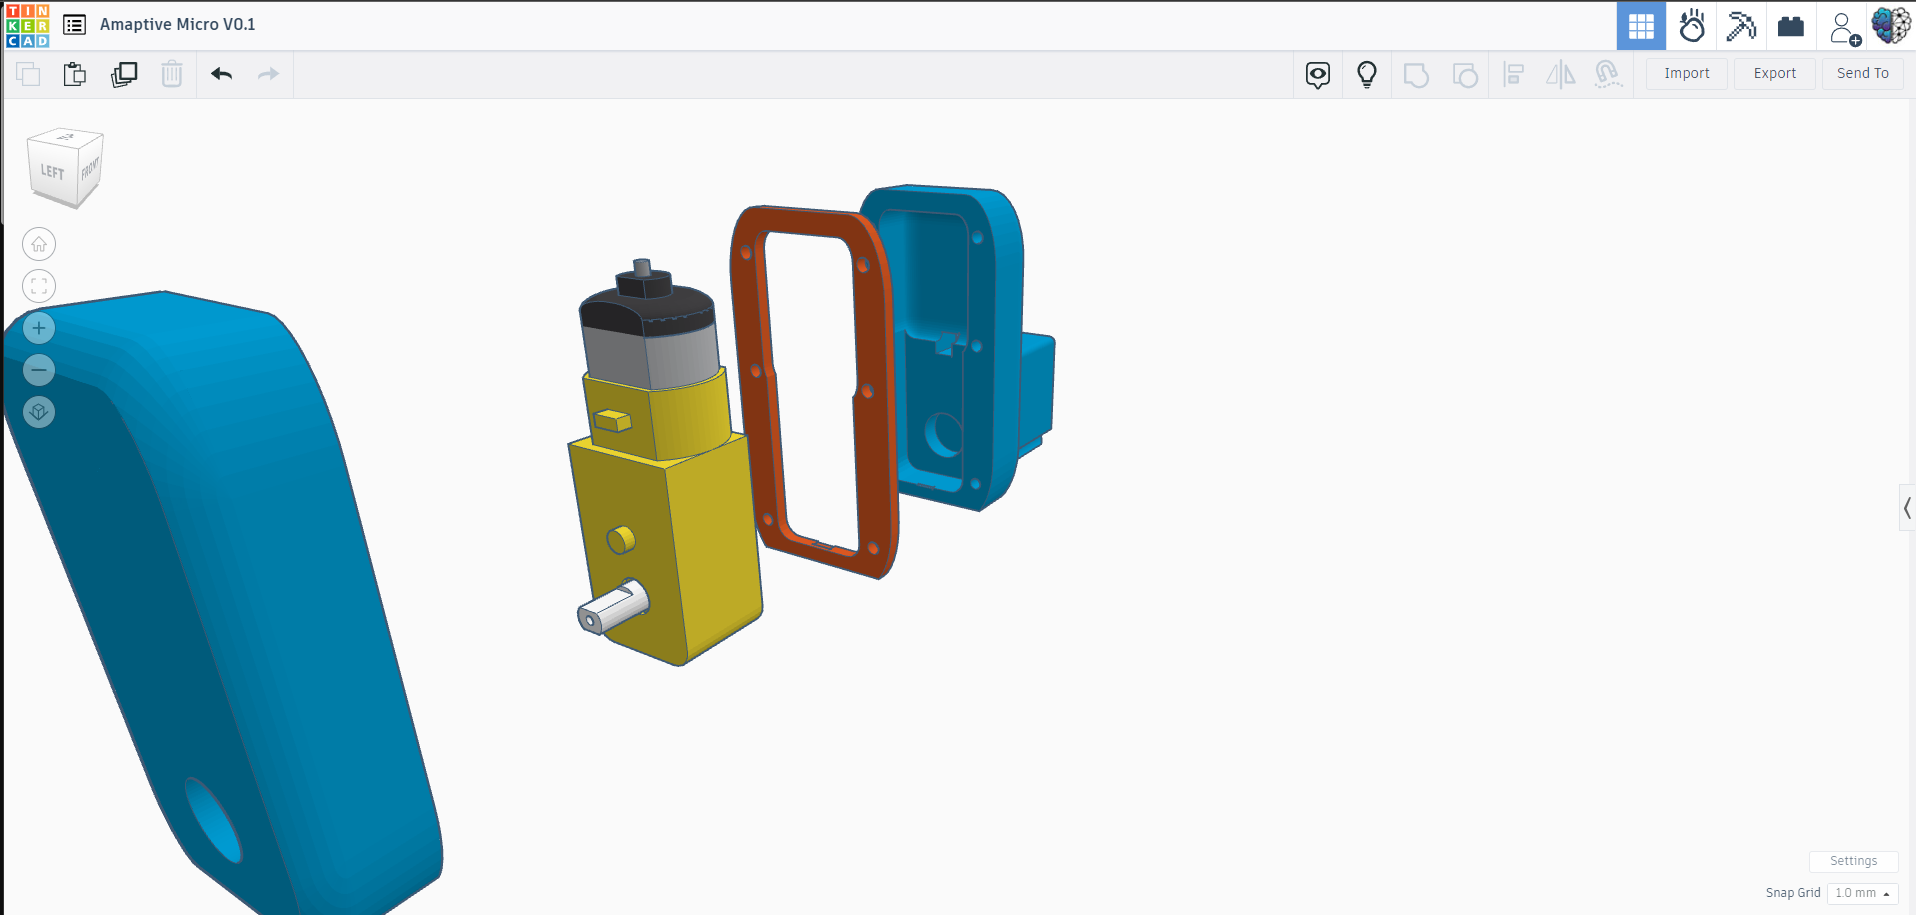 TIN
KER
CAD
Amaptive Micro V0.1
Import
Export
Send To
LEFT
FRONT
Settings
Snap Grid
1.0 mm